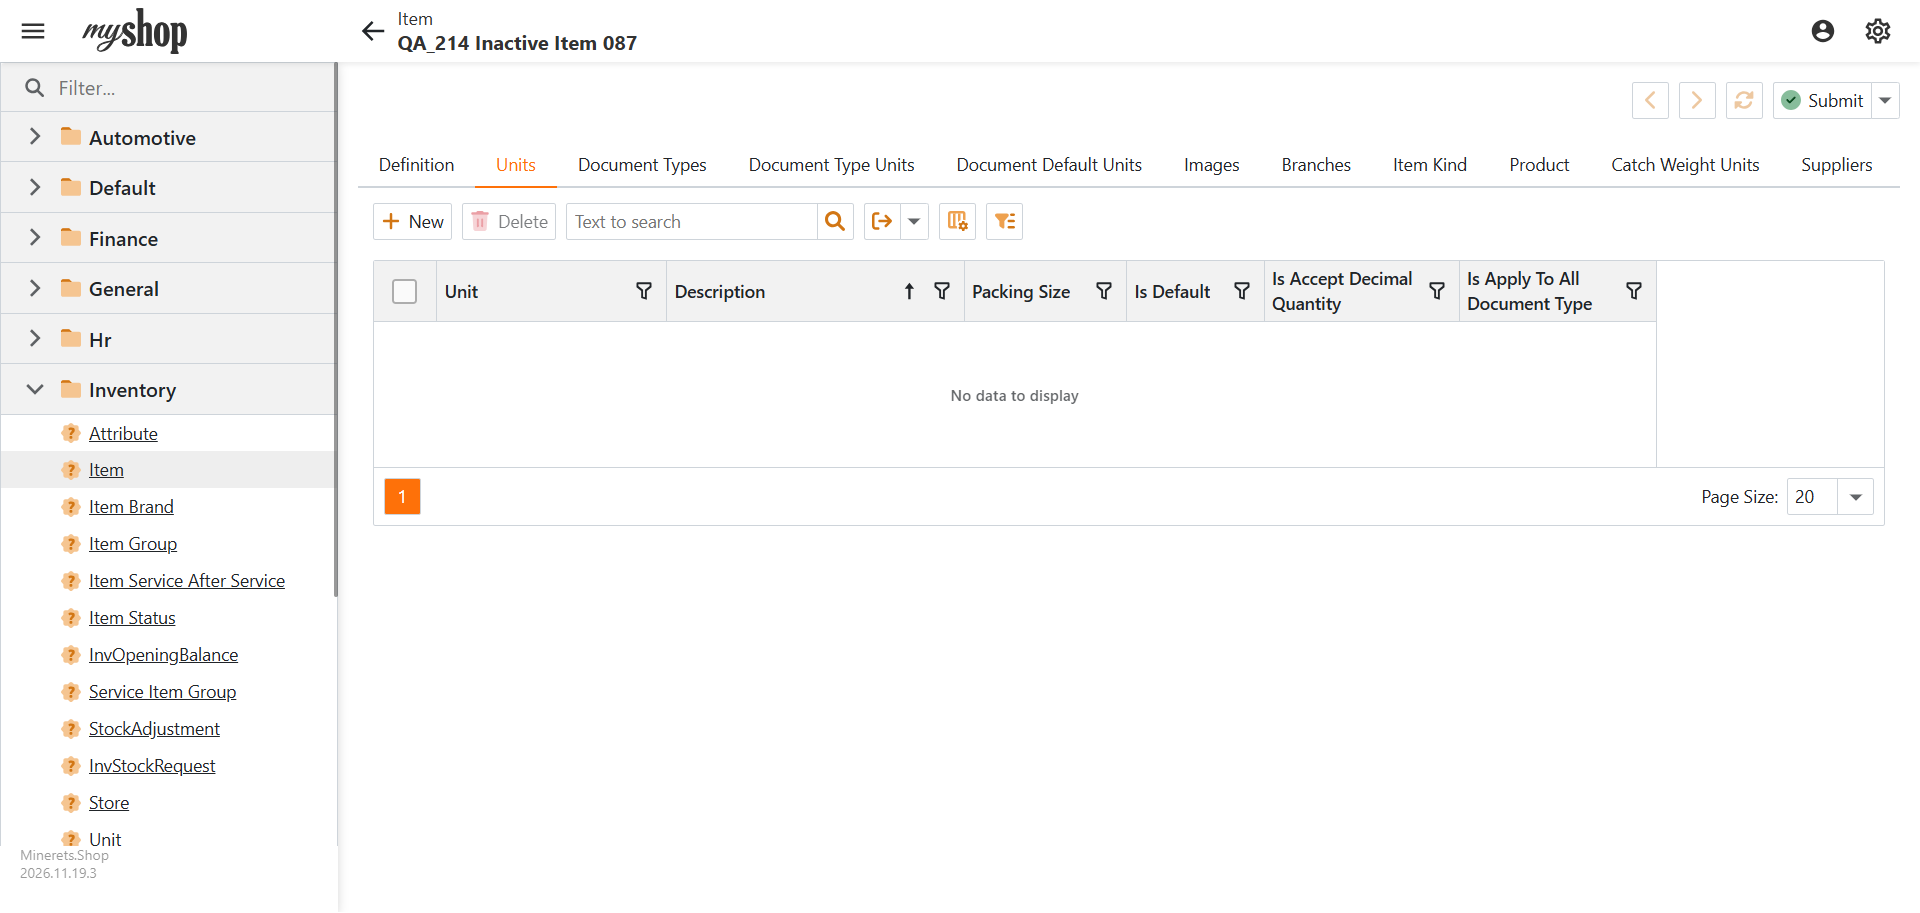 myshop
Item
QA_214 Inactive Item 087
Filter...
Automotive
Default
Finance
General
Hr
Inventory
Attribute
Item
Item Brand
Item Group
Item Service After Service
Item Status
InvOpeningBalance
Service Item Group
StockAdjustment
InvStockRequest
Store
Unit
Minerets.Shop
2026.11.19.3
Submit
Definition
Units
Document Types
Document Type Units
Document Default Units
Images
Branches
Item Kind
Product
Catch Weight Units
Suppliers
New
Delete
Text to search
Unit
Description
Packing Size
Is Default
Is Accept Decimal
Quantity
Is Apply To All
Document Type
No data to display
1
Page Size:
20